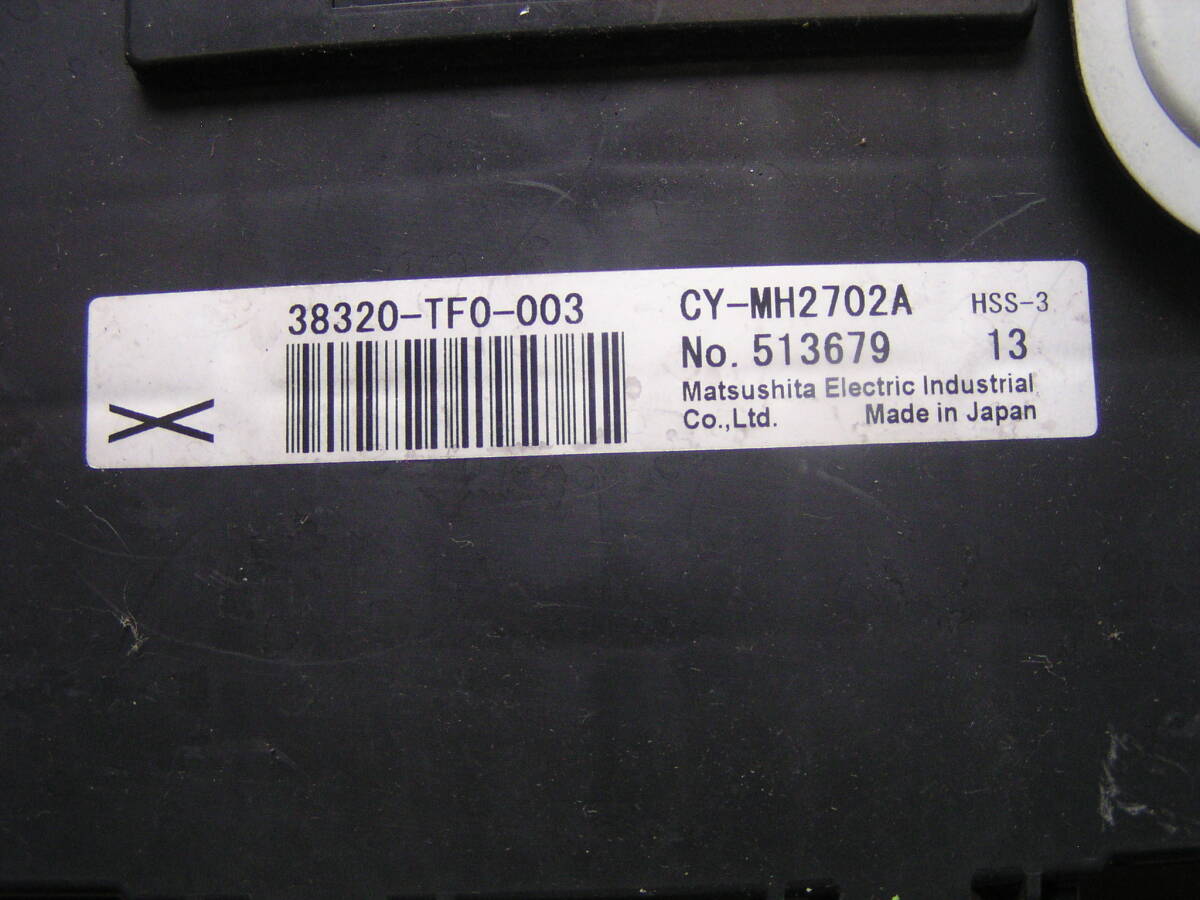 38320-TF0-003
CY-MH2702A HSS-3
No. 513679 13
Matsushita Electric Industrial
Co.,Ltd. Made in Japan
X